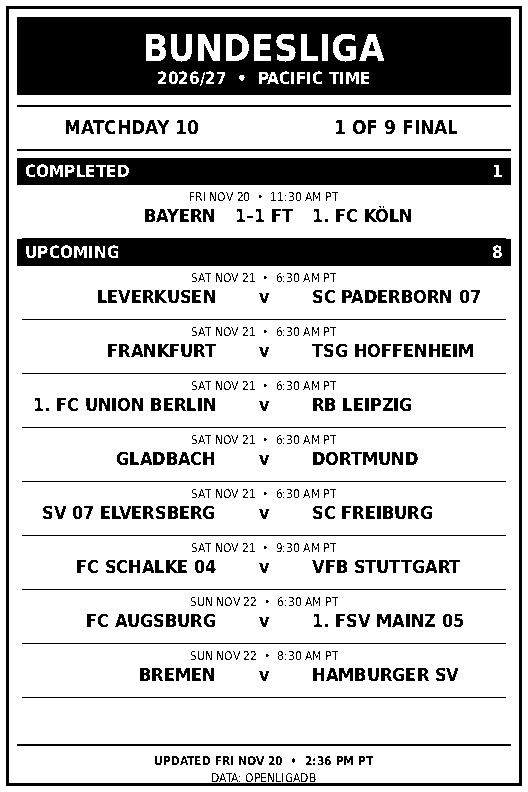 BUNDESLIGA
2026/27 • PACIFIC TIME
MATCHDAY 10 1 OF 9 FINAL
COMPLETED 1
FRI NOV 20 • 11:30 AM PT
BAYERN 1–1 FT 1. FC KÖLN
UPCOMING 8
SAT NOV 21 • 6:30 AM PT
LEVERKUSEN v SC PADERBORN 07
SAT NOV 21 • 6:30 AM PT
FRANKFURT v TSG HOFFENHEIM
SAT NOV 21 • 6:30 AM PT
1. FC UNION BERLIN v RB LEIPZIG
SAT NOV 21 • 6:30 AM PT
GLADBACH v DORTMUND
SAT NOV 21 • 6:30 AM PT
SV 07 ELVERSBERG v SC FREIBURG
SAT NOV 21 • 9:30 AM PT
FC SCHALKE 04 v VFB STUTTGART
SUN NOV 22 • 6:30 AM PT
FC AUGSBURG v 1. FSV MAINZ 05
SUN NOV 22 • 8:30 AM PT
BREMEN v HAMBURGER SV
UPDATED FRI NOV 20 • 2:36 PM PT
DATA: OPENLIGADB